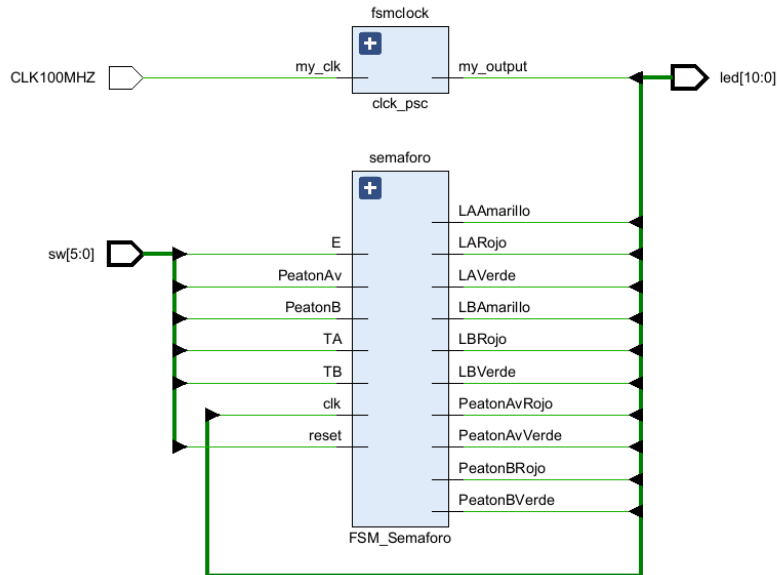 fsmclock
CLK100MHZ
my_clk
my_output
led[10:0]
clck_psc
semaforo
sw[5:0]
E
PeatonAv
PeatonB
TA
TB
clk
reset
LAAmarillo
LARojo
LAVerde
LBAmarillo
LBRojo
LBVerde
PeatonAvRojo
PeatonAvVerde
PeatonBRojo
PeatonBVerde
FSM_Semaforo